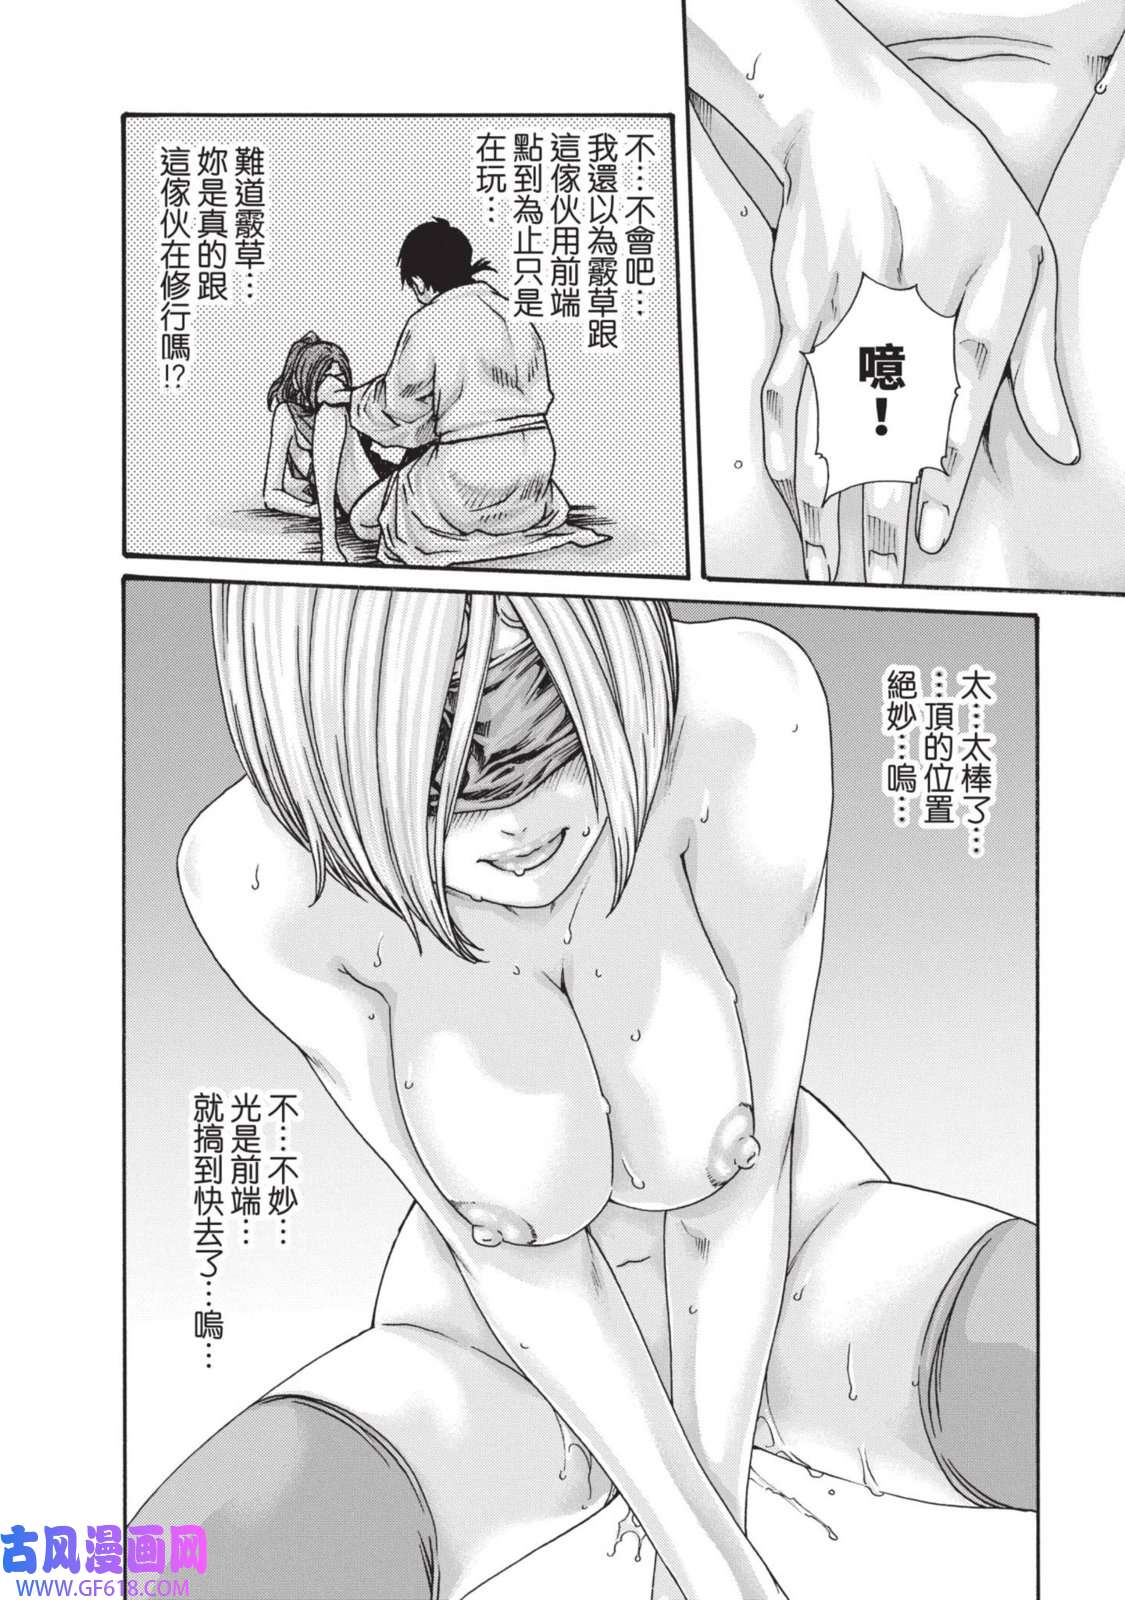 噫！
不…不會吧…
我還以為霰草跟
這傢伙用前端
點到為止只是
在玩…
難道霰草…
妳是真的跟
這傢伙在修行嗎!?
太…太棒了…
…頂的位置
絕妙…嗚…
不…不妙…
光是前端…
就搞到快去了…嗚…
古风漫画网
WWW.GF618.COM